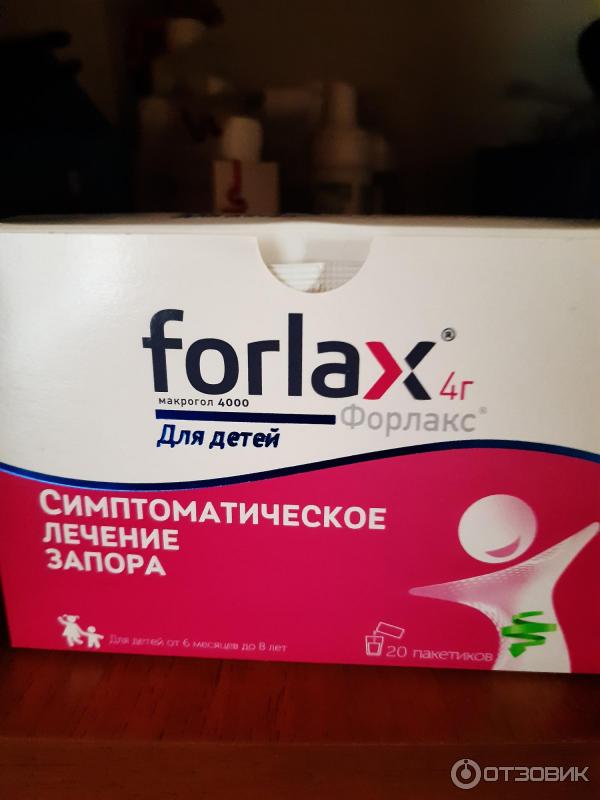 forlax® 4г
макрогол 4000
Форлакс®
Для детей
СИМПТОМАТИЧЕСКОЕ
ЛЕЧЕНИЕ
ЗАПОРА
Для детей от 6 месяцев до 8 лет
20 пакетиков
ОТЗОВИК